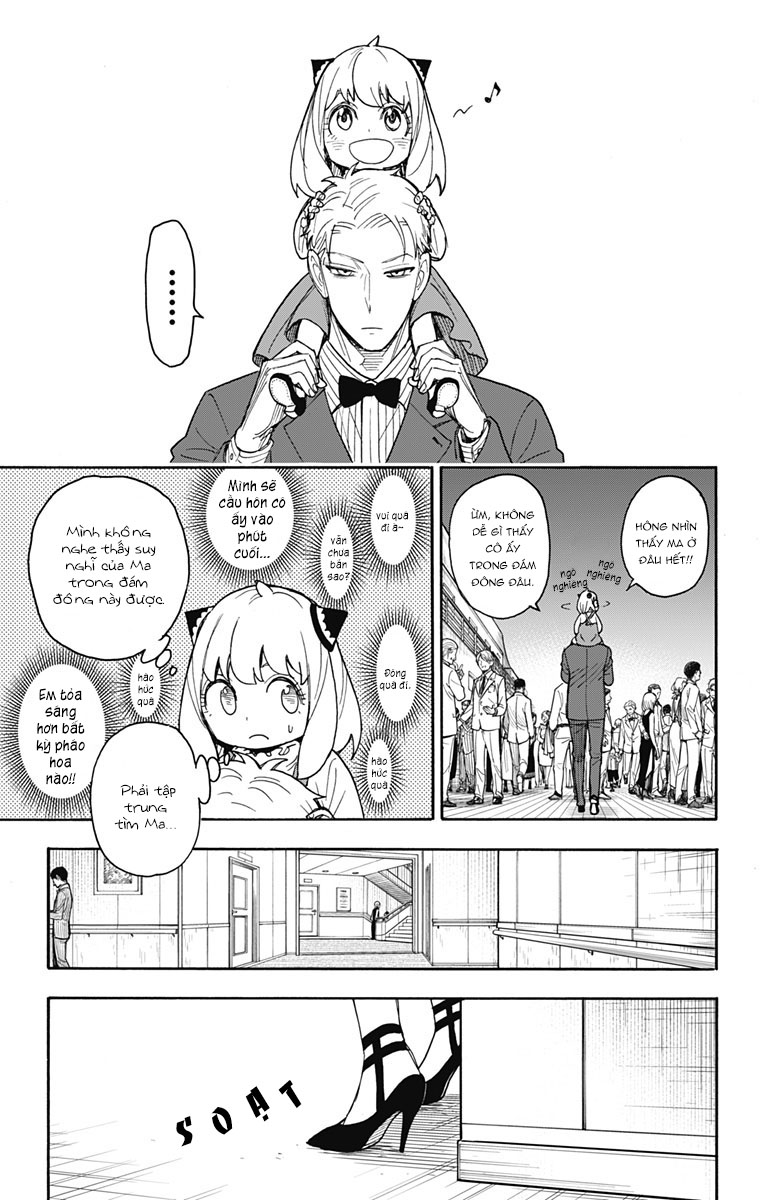 ......
HÔNG NHÌN
THẤY MA Ở
ĐÂU HẾT!!
ngó
nghiêng
ngó
nghiêng
ỪM, KHÔNG
DỄ GÌ THẤY
CÔ ẤY
TRONG ĐÁM
ĐÔNG ĐÂU.
vui quá
đi à~
vẫn
chưa
bán
sao?
Mình sẽ
cầu hôn cô
ấy vào
phút
cuối...
Mình không
nghe thấy suy
nghĩ của Ma
trong đám
đông này được.
Đông
quá đi.
háo
húc
quá
háo
húc
quá
Em tỏa
sáng
hơn bất
kỳ pháo
hoa
nào!!
Phải tập
trung
tìm Ma...
SOẠT